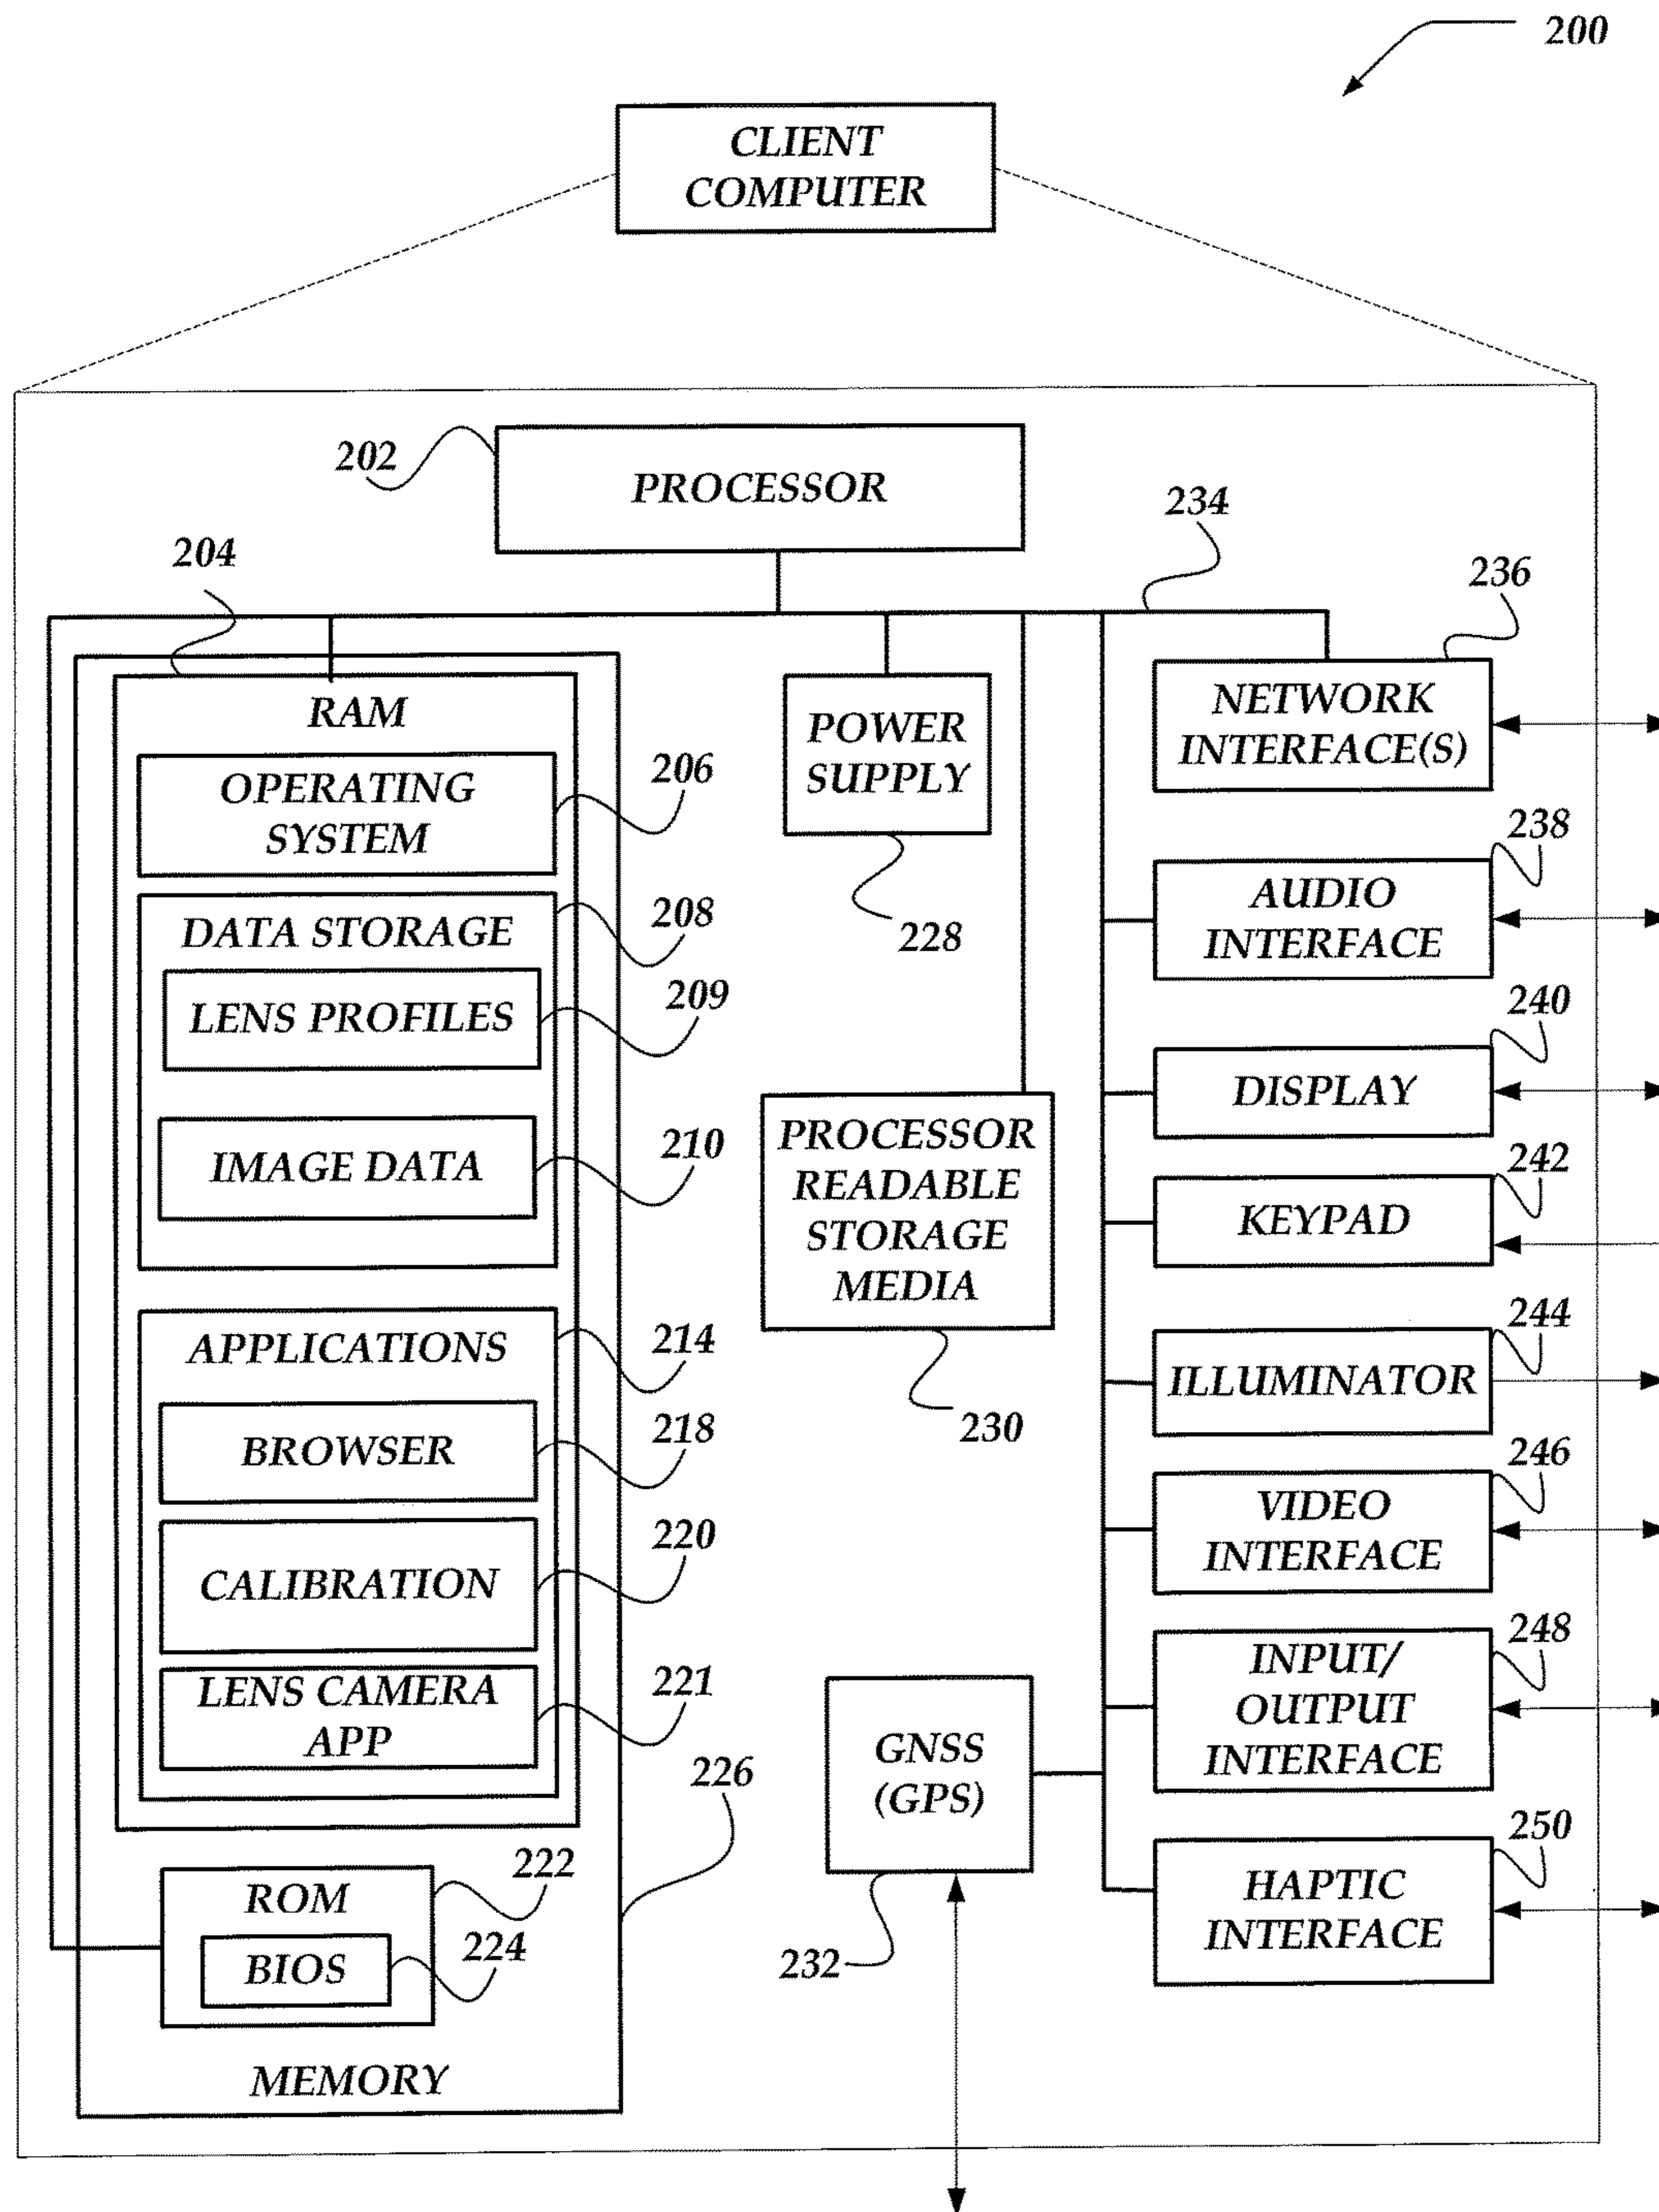 200
CLIENT
COMPUTER
202
PROCESSOR
234
204
236
RAM
OPERATING
SYSTEM
206
DATA STORAGE
208
LENS PROFILES
209
IMAGE DATA
210
APPLICATIONS
214
BROWSER
218
CALIBRATION
220
LENS CAMERA
APP
221
226
ROM
222
BIOS
224
MEMORY
POWER
SUPPLY
228
PROCESSOR
READABLE
STORAGE
MEDIA
230
GNSS
(GPS)
232
NETWORK
INTERFACE(S)
238
AUDIO
INTERFACE
240
DISPLAY
242
KEYPAD
244
ILLUMINATOR
246
VIDEO
INTERFACE
248
INPUT/
OUTPUT
INTERFACE
250
HAPTIC
INTERFACE